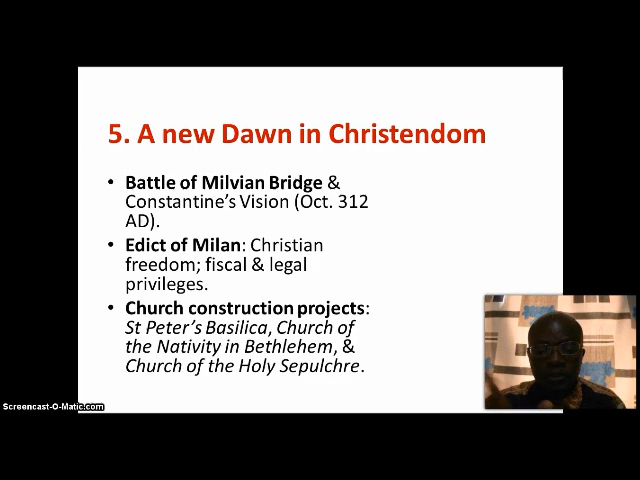 5. A new Dawn in Christendom
• Battle of Milvian Bridge &
Constantine's Vision (Oct. 312
AD).
• Edict of Milan: Christian
freedom; fiscal & legal
privileges.
• Church construction projects:
St Peter's Basilica, Church of
the Nativity in Bethlehem, &
Church of the Holy Sepulchre.
Screencast-O-Matic.com